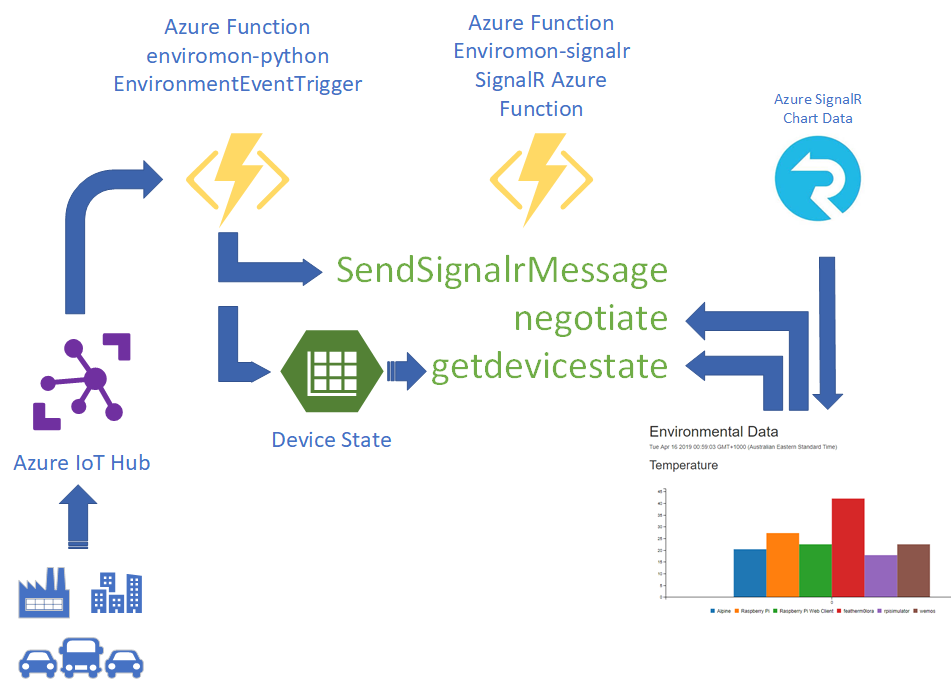 Azure Function
enviromon-python
EnvironmentEventTrigger
Azure Function
Enviromon-signalr
SignalR Azure
Function
Azure SignalR
Chart Data
SendSignalrMessage
negotiate
getdevicestate
Device State
Azure IoT Hub
Environmental Data
Tue Apr 16 2019 00:59:03 GMT+1000 (Australian Eastern Standard Time)
Temperature
45
40
35
30
25
20
15
10
5
0
0
Alpine Raspberry Pi Raspberry Pi Web Client featherm0lora rpisimulator wemos